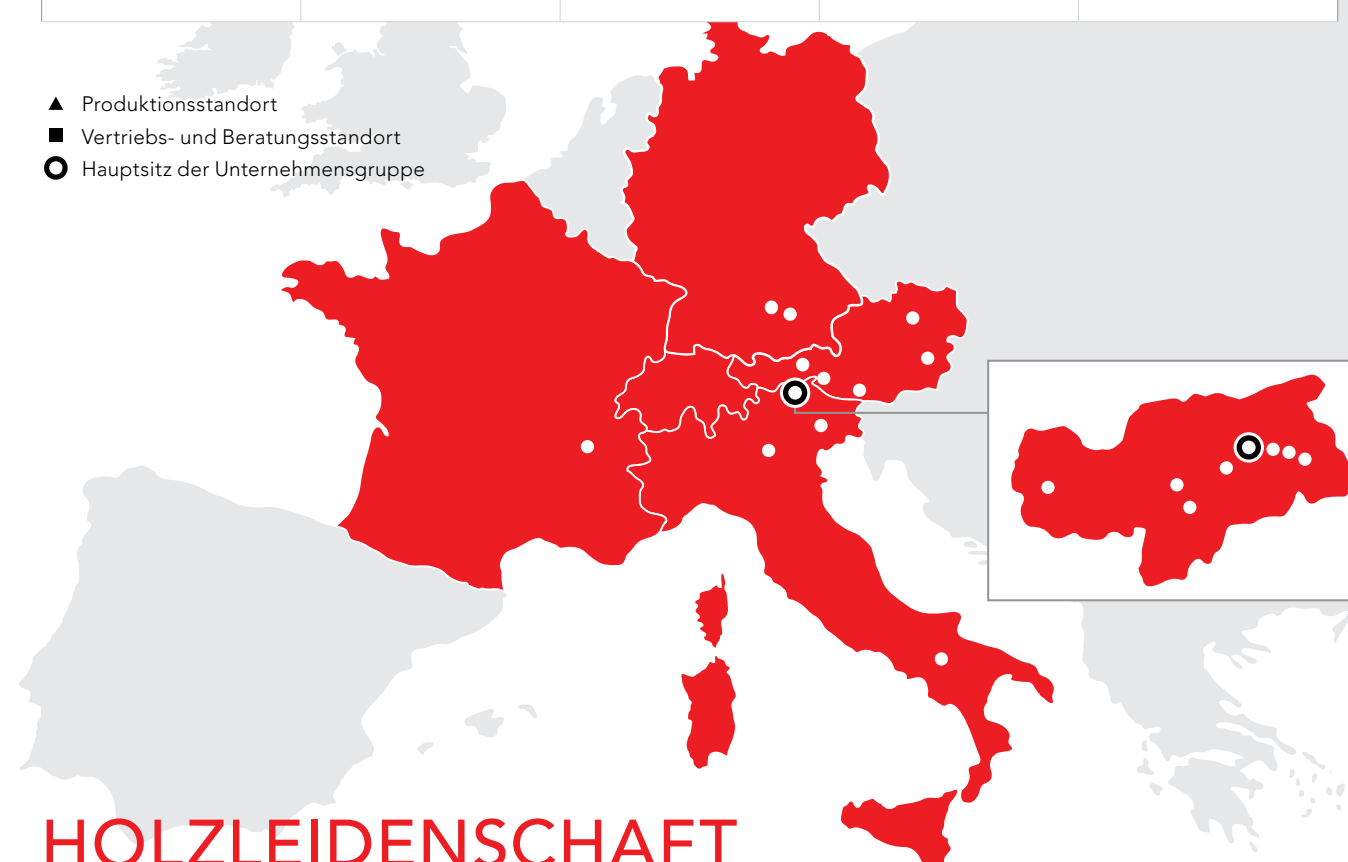 Produktionsstandort
Vertriebs- und Beratungsstandort
Hauptsitz der Unternehmensgruppe
HOLZLEIDENSCHAFT